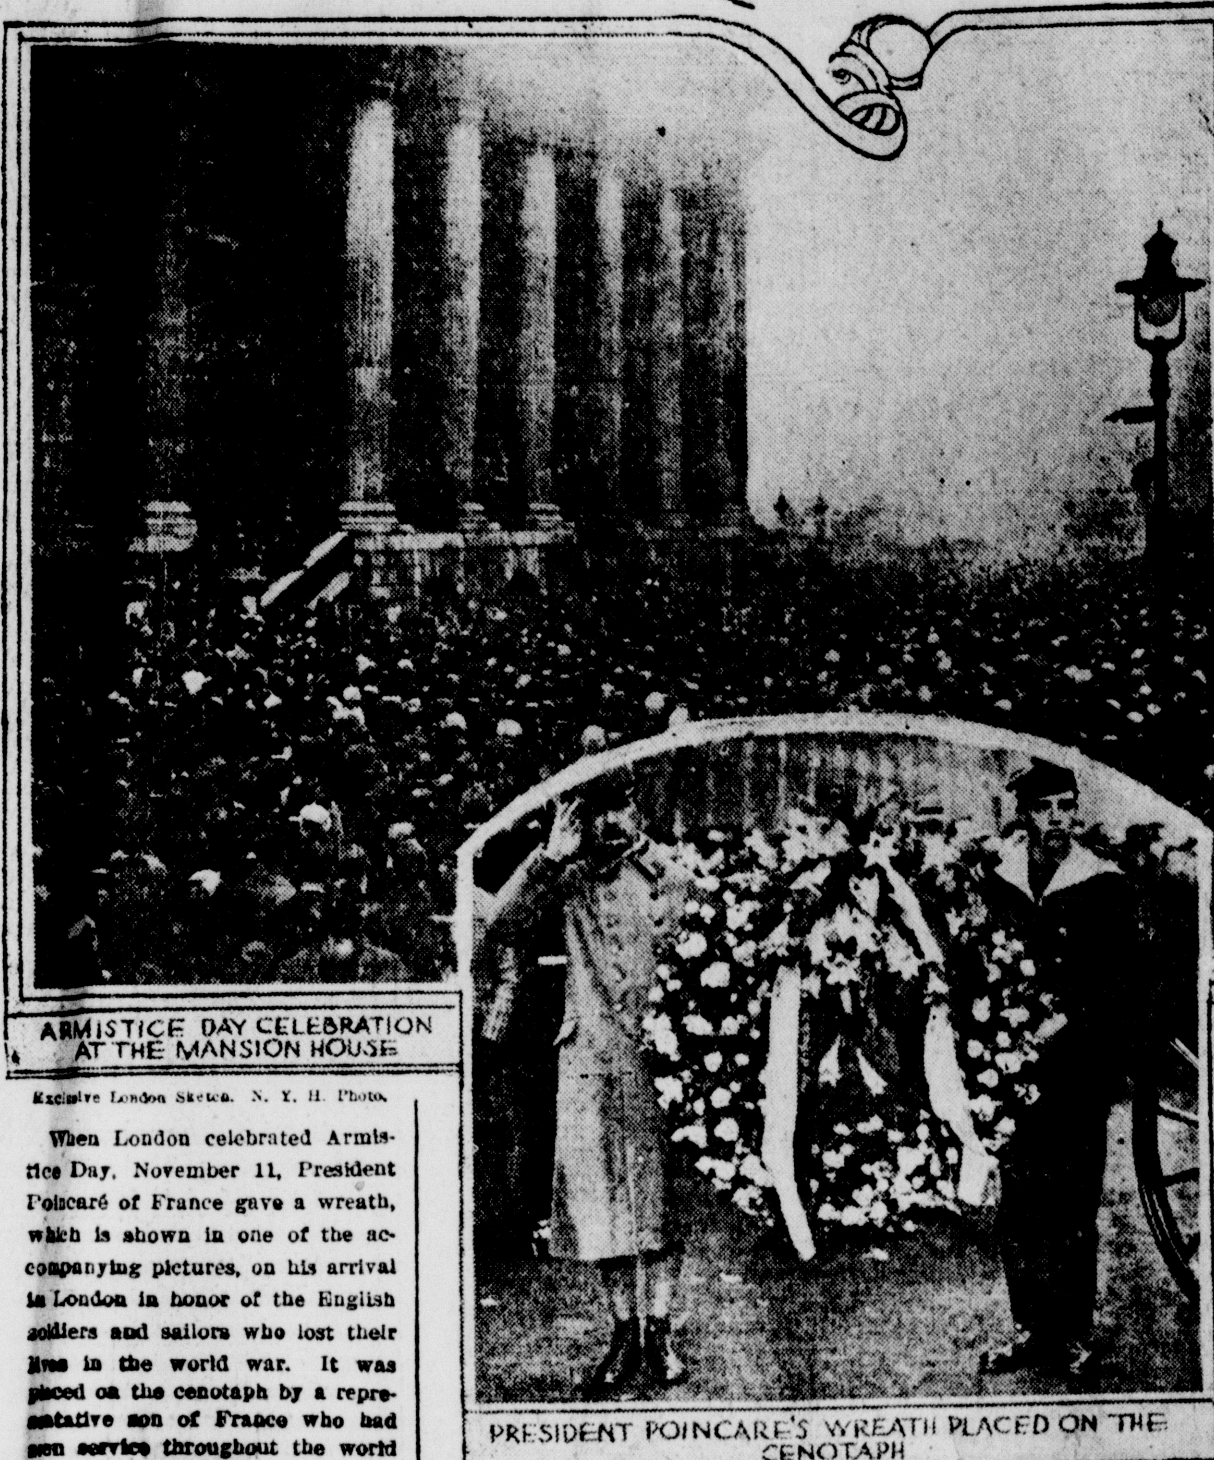 ARMISTICE DAY CELEBRATION
AT THE MANSION HOUSE
Exclusive London Sketch. N. Y. H. Photo.
When London celebrated Armis-
tice Day, November 11, President
Poincaré of France gave a wreath,
which is shown in one of the ac-
companying pictures, on his arrival
in London in honor of the English
soldiers and sailors who lost their
lives in the world war. It was
placed on the cenotaph by a repre-
sentative son of France who had
seen service throughout the world
PRESIDENT POINCARE'S WREATH PLACED ON THE
CENOTAPH